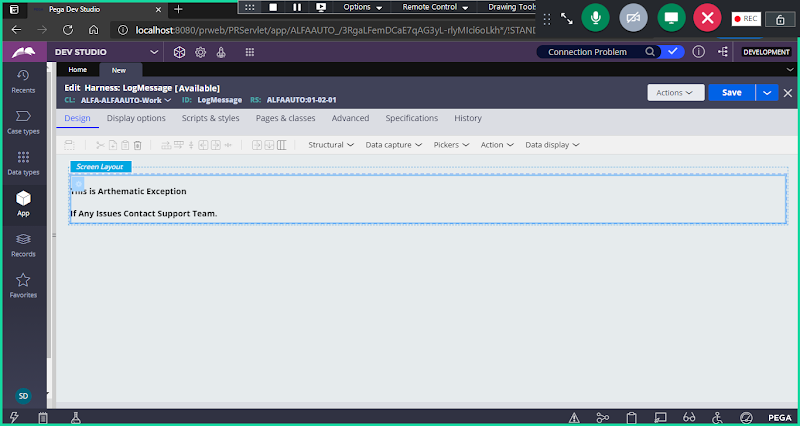 Pega Dev Studio
Options
Remote Control
Drawing Tools
REC
localhost:8080/prweb/PRServlet/app/ALFAAUTO_/3RgaLFemDCaE7qAG3yL-rlyMIci6oLkh*/!STAND
DEV STUDIO
Connection Problem
DEVELOPMENT
Home
New
Edit Harness: LogMessage [Available]
CL: ALFA-ALFAAUTO-Work
ID: LogMessage
RS: ALFAAUTO:01-02-01
Actions
Save
Design
Display options
Scripts & styles
Pages & classes
Advanced
Specifications
History
Structural
Data capture
Pickers
Action
Data display
Screen Layout
This is Arthematic Exception
If Any Issues Contact Support Team.
Recents
Case types
Data types
App
Records
Favorites
SD
PEGA